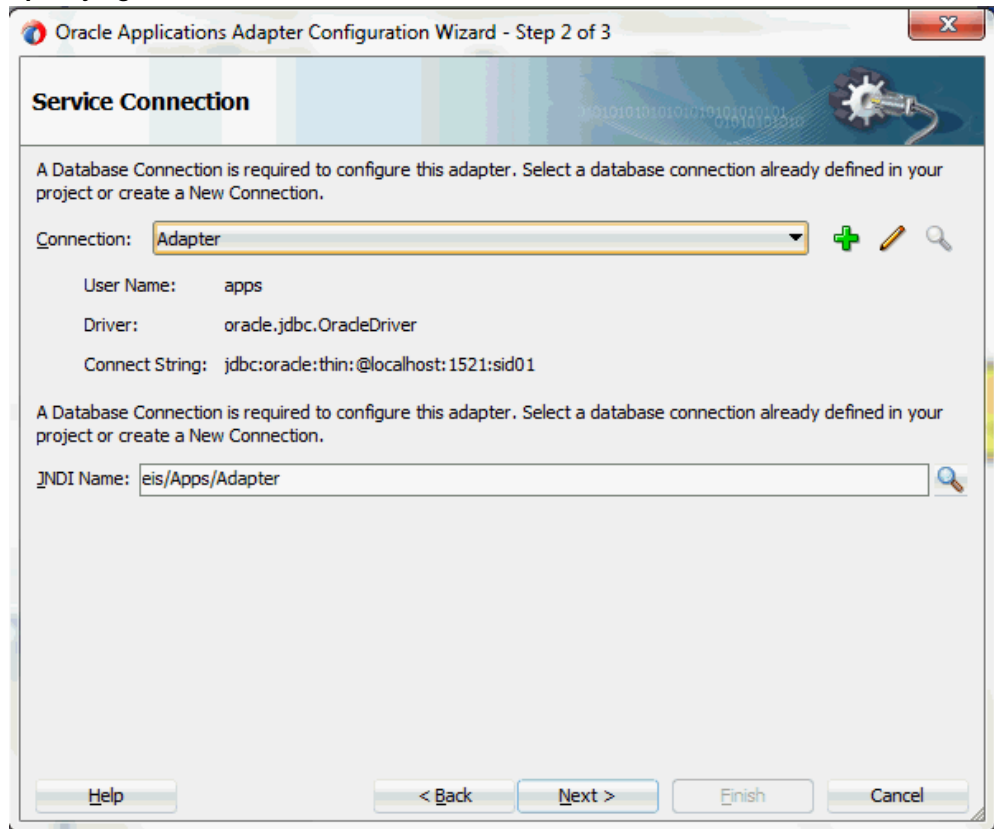 Oracle Applications Adapter Configuration Wizard - Step 2 of 3
X
Service Connection
A Database Connection is required to configure this adapter. Select a database connection already defined in your
project or create a New Connection.
Connection: Adapter
User Name: apps
Driver: oracle.jdbc.OracleDriver
Connect String: jdbc:oracle:thin:@localhost:1521:sid01
A Database Connection is required to configure this adapter. Select a database connection already defined in your
project or create a New Connection.
JNDI Name: eis/Apps/Adapter
Help < Back Next > Finish Cancel